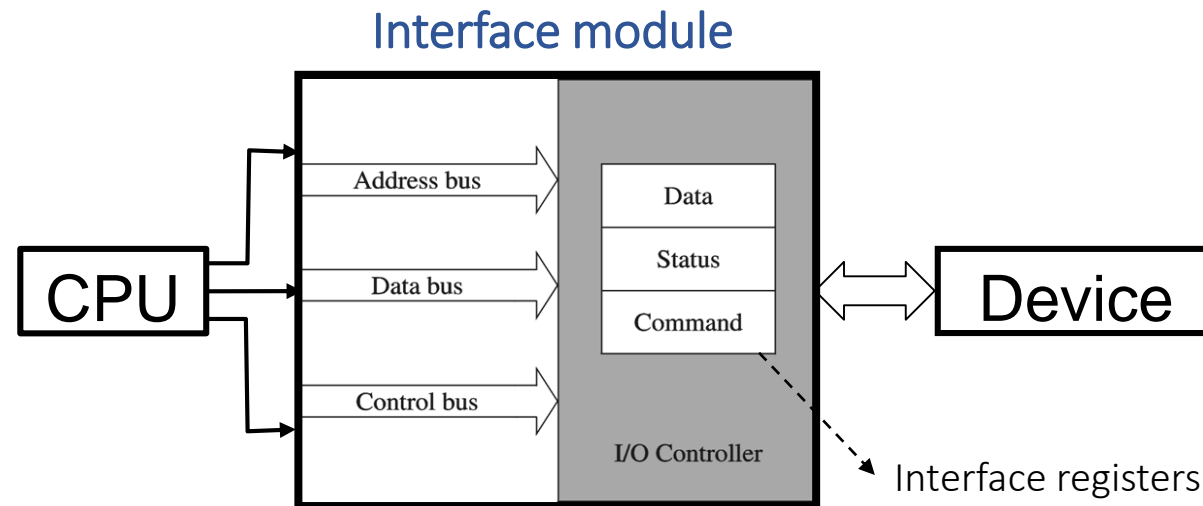 Interface module
Address bus
Data
Status
CPU
Data bus
Device
Command
Control bus
I/O Controller
Interface registers